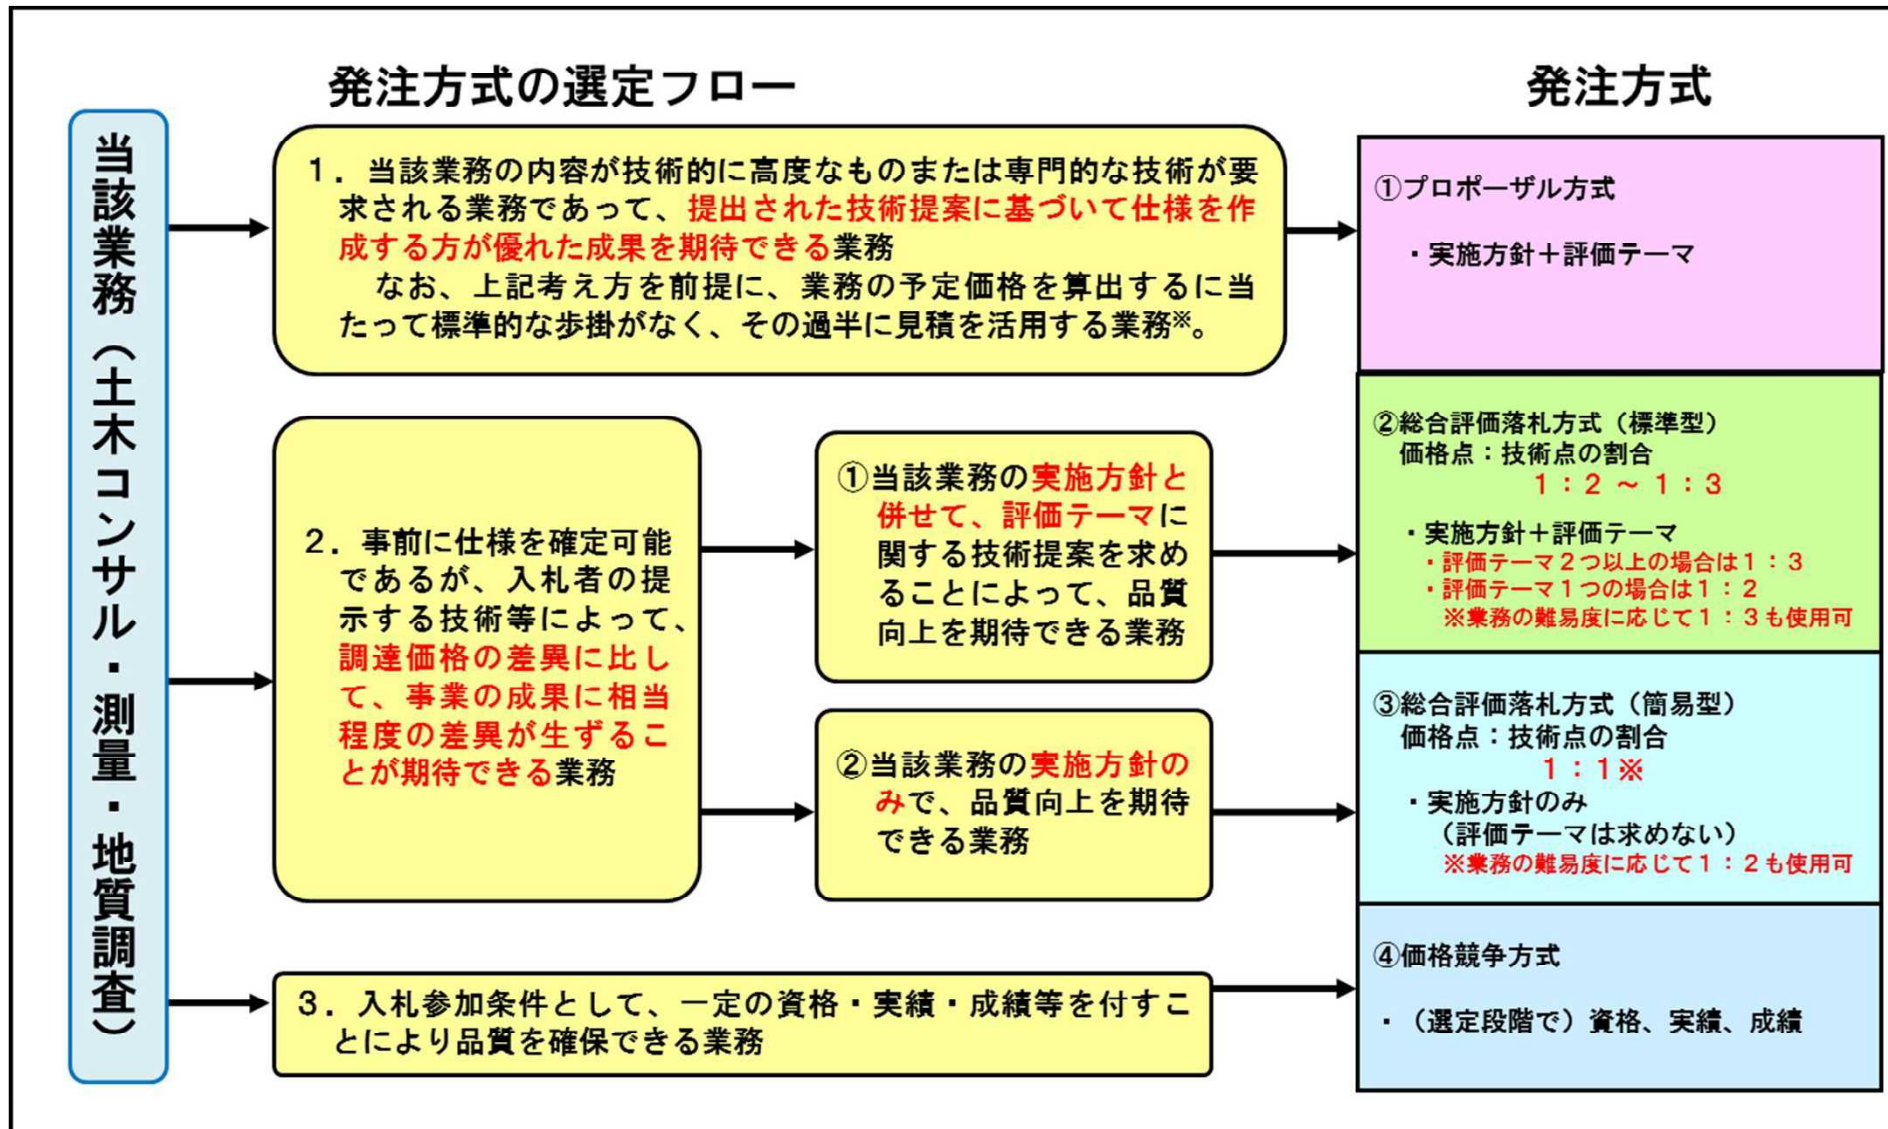 発注方式の選定フロー
発注方式
当該業務（土木コンサル・測量・地質調査）
１．当該業務の内容が技術的に高度なものまたは専門的な技術が要
求される業務であって、提出された技術提案に基づいて仕様を作
成する方が優れた成果を期待できる業務
なお、上記考え方を前提に、業務の予定価格を算出するに当
たって標準的な歩掛がなく、その過半に見積を活用する業務※。
①プロポーザル方式
・実施方針＋評価テーマ
２．事前に仕様を確定可能
であるが、入札者の提
示する技術等によって、
調達価格の差異に比し
て、事業の成果に相当
程度の差異が生ずるこ
とが期待できる業務
①当該業務の実施方針と
併せて、評価テーマに
関する技術提案を求め
ることによって、品質
向上を期待できる業務
②総合評価落札方式（標準型）
価格点：技術点の割合
１：２～１：３
・実施方針＋評価テーマ
・評価テーマ２つ以上の場合は１：３
・評価テーマ１つの場合は１：２
※業務の難易度に応じて１：３も使用可
②当該業務の実施方針の
みで、品質向上を期待
できる業務
③総合評価落札方式（簡易型）
価格点：技術点の割合
１：１※
・実施方針のみ
（評価テーマは求めない）
※業務の難易度に応じて１：２も使用可
３．入札参加条件として、一定の資格・実績・成績等を付すこ
とにより品質を確保できる業務
④価格競争方式
・（選定段階で）資格、実績、成績